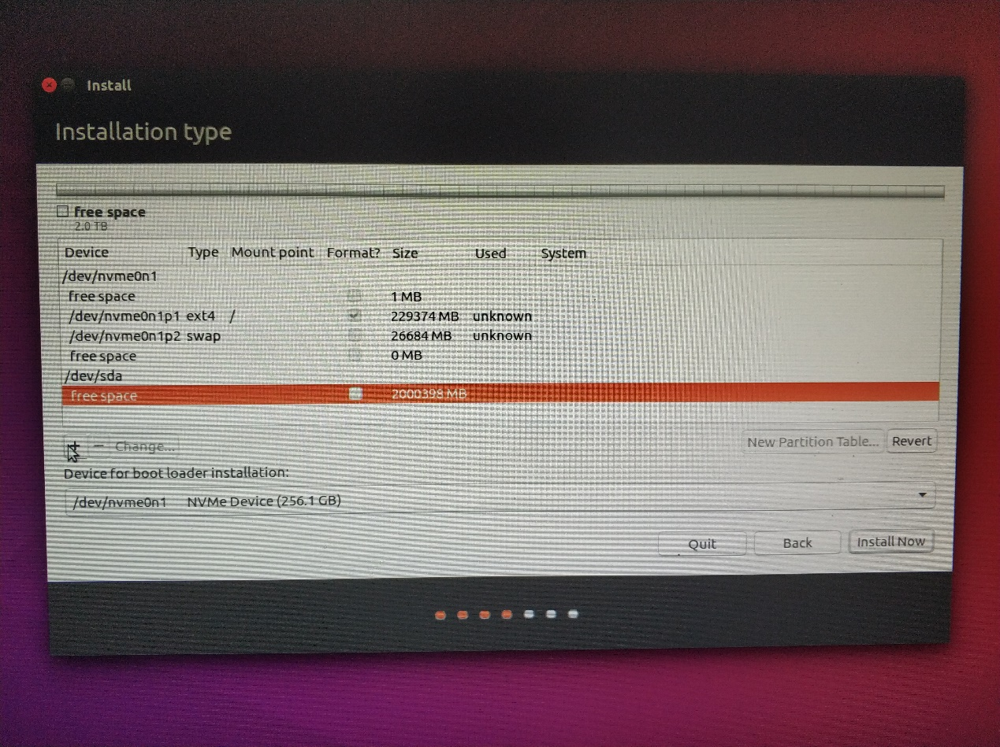 Install
Installation type
free space
2.0 TB
Device Type Mount point Format? Size Used System
/dev/nvme0n1
free space 1 MB
/dev/nvme0n1p1 ext4 / 229374 MB unknown
/dev/nvme0n1p2 swap 26684 MB unknown
free space 0 MB
/dev/sda
free space 2000398 MB
+ − Change... New Partition Table... Revert
Device for boot loader installation:
/dev/nvme0n1 NVMe Device (256.1 GB)
Quit Back Install Now